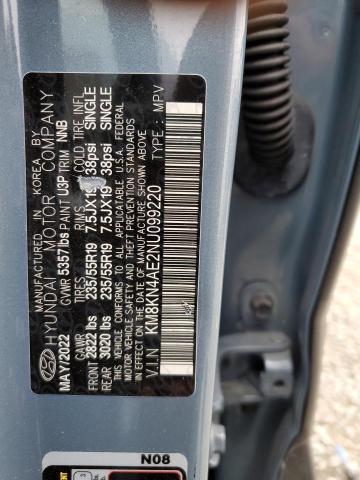 MANUFACTURED IN KOREA BY
HYUNDAI MOTOR COMPANY
MAY/2022 GVWR 5357 lbs PAINT U3P TRIM NNB
TIRES RIMS COLD TIRE INFL.
FRONT 2822 lbs 235/55R19 7.5JX19 38psi SINGLE
REAR 3020 lbs 235/55R19 7.5JX19 38psi SINGLE
THIS VEHICLE CONFORMS TO ALL APPLICABLE U.S.A. FEDERAL
MOTOR VEHICLE SAFETY AND THEFT PREVENTION STANDARDS
IN EFFECT ON THE DATE OF MANUFACTURE SHOWN ABOVE
V.I.N: KM8KN4AE2NU099220 TYPE: MPV
N08